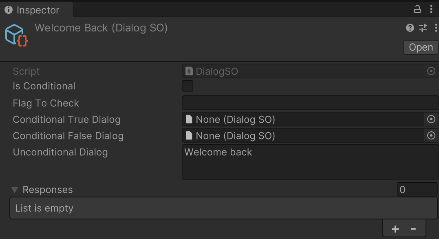 Inspector
Welcome Back (Dialog SO)
Open
Script
DialogSO
Is Conditional
Flag To Check
Conditional True Dialog
None (Dialog SO)
Conditional False Dialog
None (Dialog SO)
Unconditional Dialog
Welcome back
Responses
0
List is empty
+ -